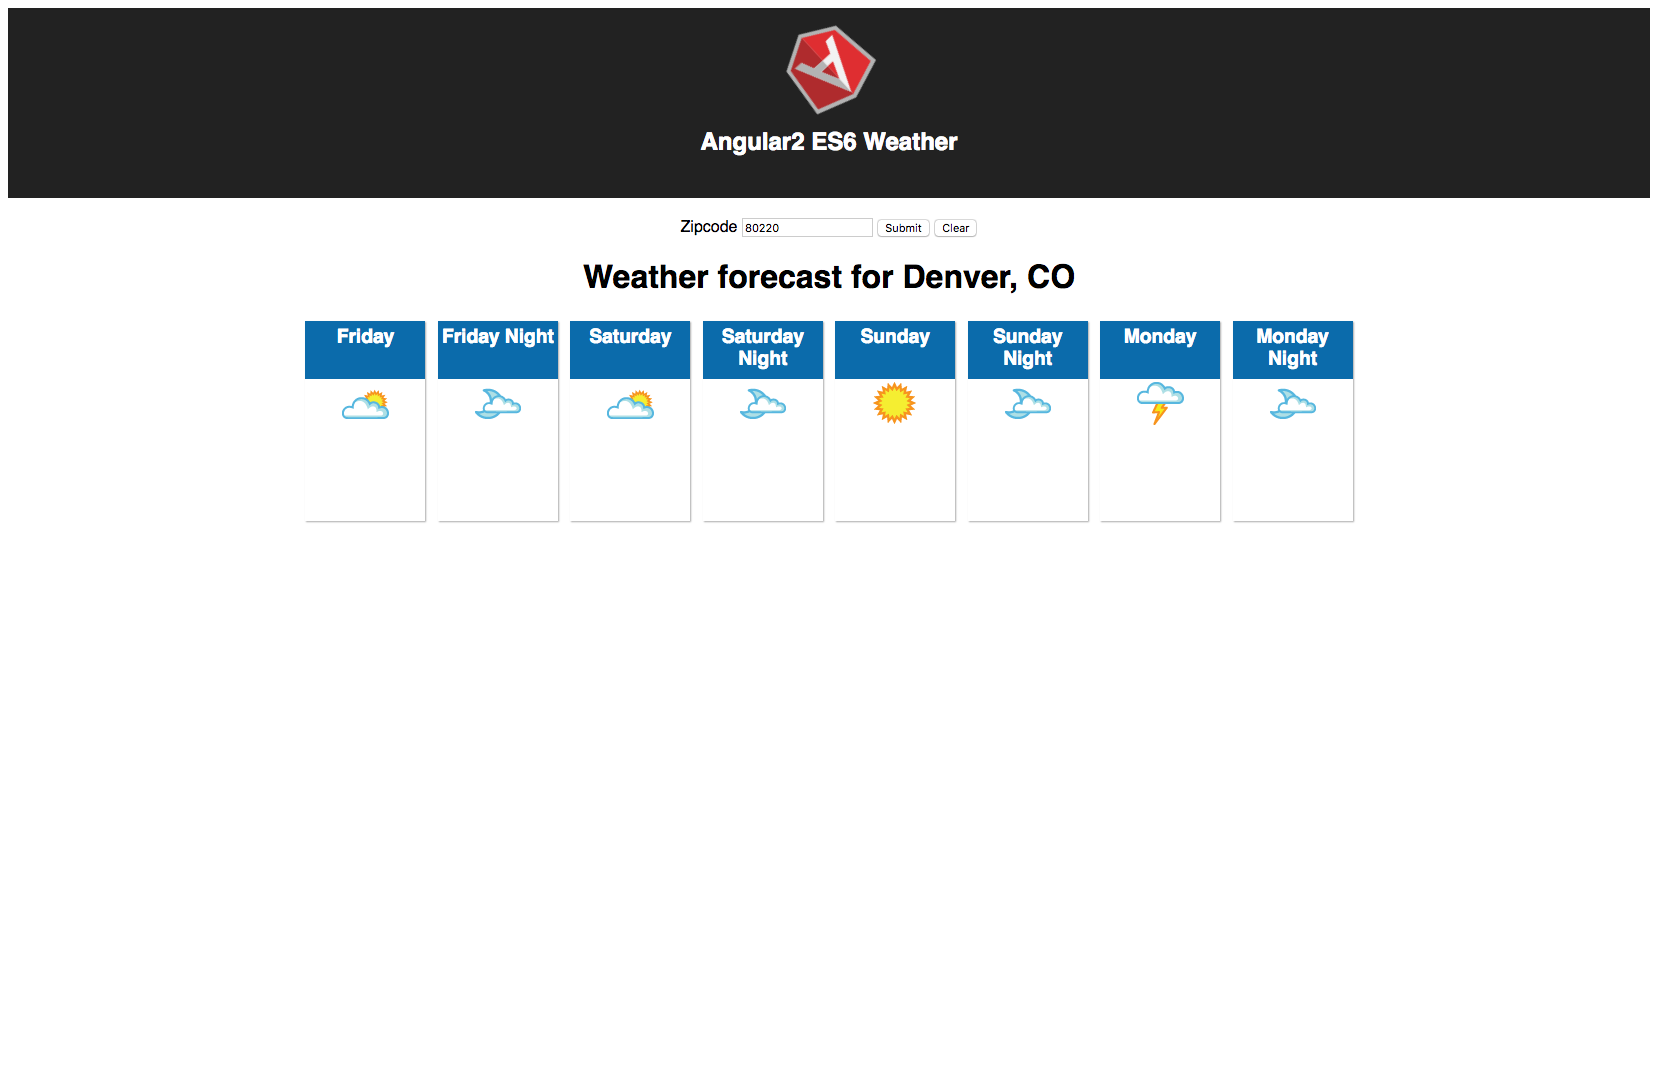 Angular2 ES6 Weather
Zipcode 80220 Submit Clear
Weather forecast for Denver, CO
Friday
Friday Night
Saturday
Saturday
Night
Sunday
Sunday
Night
Monday
Monday
Night